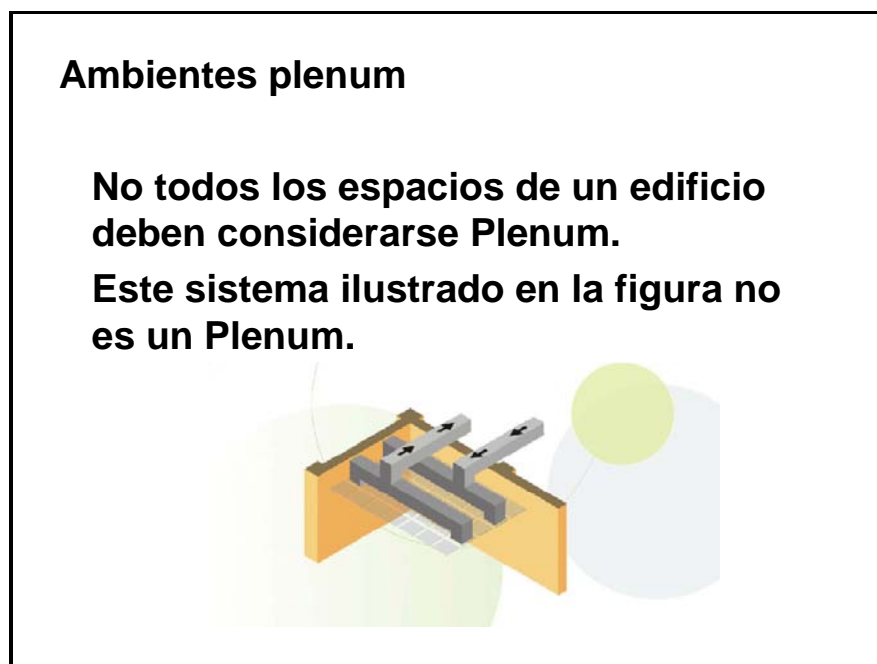 Ambientes plenum
No todos los espacios de un edificio
deben considerarse Plenum.
Este sistema ilustrado en la figura no
es un Plenum.